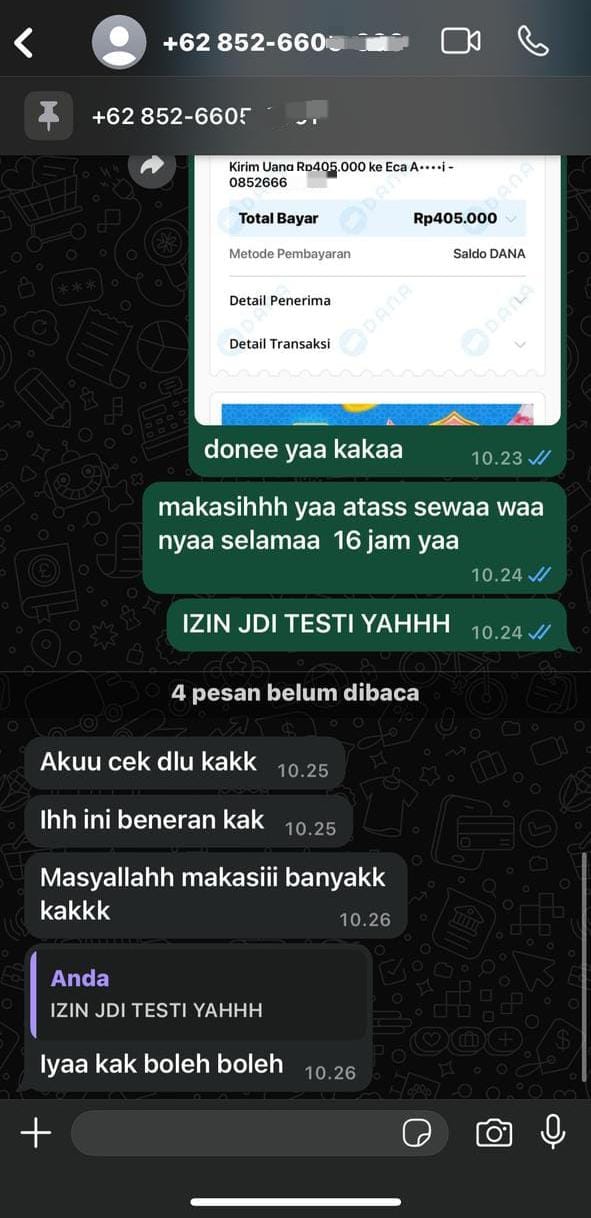 +62 852-660
+62 852-6605
Kirim Uang Rp405.000 ke Eca A••••i -
0852666
Total Bayar Rp405.000
Metode Pembayaran Saldo DANA
Detail Penerima
Detail Transaksi
DANA
donee yaa kakaa 10.23
makasihhh yaa atass sewaa waa
nyaa selamaa 16 jam yaa
10.24
IZIN JDI TESTI YAHHH 10.24
4 pesan belum dibaca
Akuu cek dlu kakk 10.25
Ihh ini beneran kak 10.25
Masyallahh makasiii banyakk
kakkk 10.26
Anda
IZIN JDI TESTI YAHHH
Iyaa kak boleh boleh 10.26